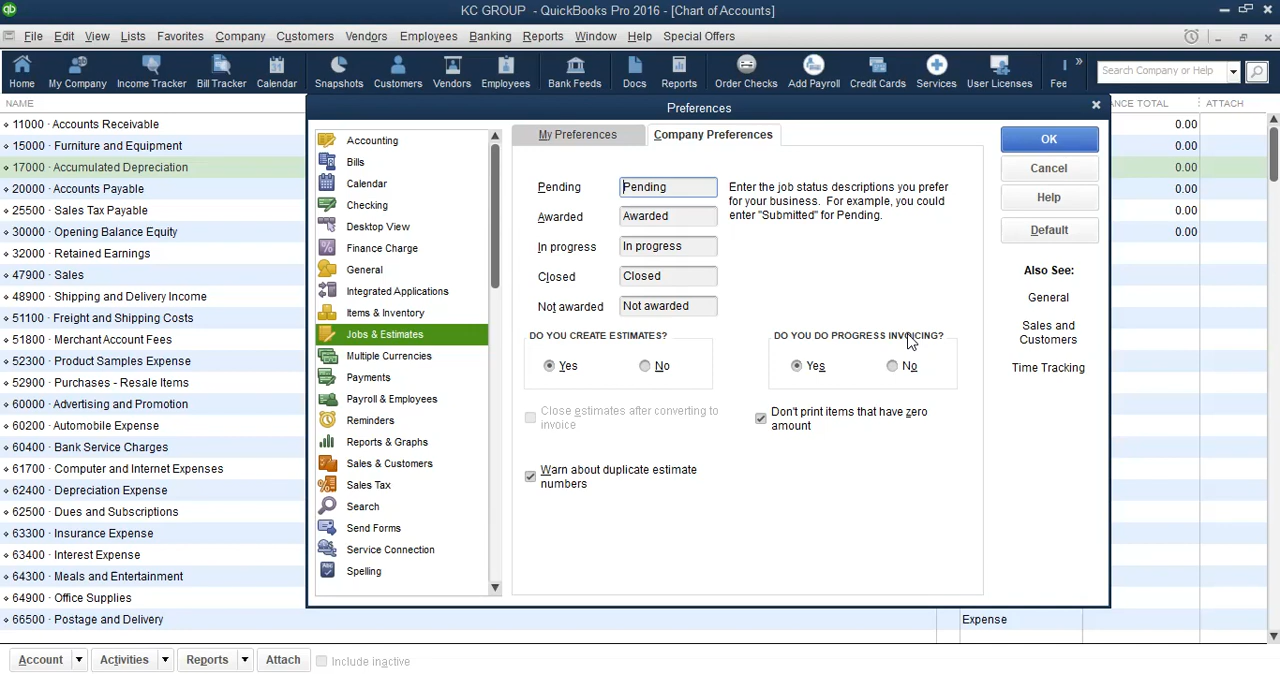 qb KC GROUP - QuickBooks Pro 2016 - [Chart of Accounts]
File Edit View Lists Favorites Company Customers Vendors Employees Banking Reports Window Help Special Offers
Home My Company Income Tracker Bill Tracker Calendar Snapshots Customers Vendors Employees Bank Feeds Docs Reports Order Checks Add Payroll Credit Cards Services User Licenses Fee » Search Company or Help
NAME ANCE TOTAL ATTACH
11000 · Accounts Receivable 0.00
15000 · Furniture and Equipment 0.00
17000 · Accumulated Depreciation 0.00
20000 · Accounts Payable 0.00
25500 · Sales Tax Payable 0.00
30000 · Opening Balance Equity 0.00
32000 · Retained Earnings
47900 · Sales
48900 · Shipping and Delivery Income
51100 · Freight and Shipping Costs
51800 · Merchant Account Fees
52300 · Product Samples Expense
52900 · Purchases - Resale Items
60000 · Advertising and Promotion
60200 · Automobile Expense
60400 · Bank Service Charges
61700 · Computer and Internet Expenses
62400 · Depreciation Expense
62500 · Dues and Subscriptions
63300 · Insurance Expense
63400 · Interest Expense
64300 · Meals and Entertainment
64900 · Office Supplies
66500 · Postage and Delivery Expense
Preferences
Accounting
Bills
Calendar
Checking
Desktop View
Finance Charge
General
Integrated Applications
Items & Inventory
Jobs & Estimates
Multiple Currencies
Payments
Payroll & Employees
Reminders
Reports & Graphs
Sales & Customers
Sales Tax
Search
Send Forms
Service Connection
Spelling
My Preferences Company Preferences
Pending Pending
Awarded Awarded
In progress In progress
Closed Closed
Not awarded Not awarded
Enter the job status descriptions you prefer
for your business. For example, you could
enter "Submitted" for Pending.
DO YOU CREATE ESTIMATES?
Yes No
DO YOU DO PROGRESS INVOICING?
Yes No
Close estimates after converting to
invoice
Don't print items that have zero
amount
Warn about duplicate estimate
numbers
OK
Cancel
Help
Default
Also See:
General
Sales and
Customers
Time Tracking
Account Activities Reports Attach Include inactive